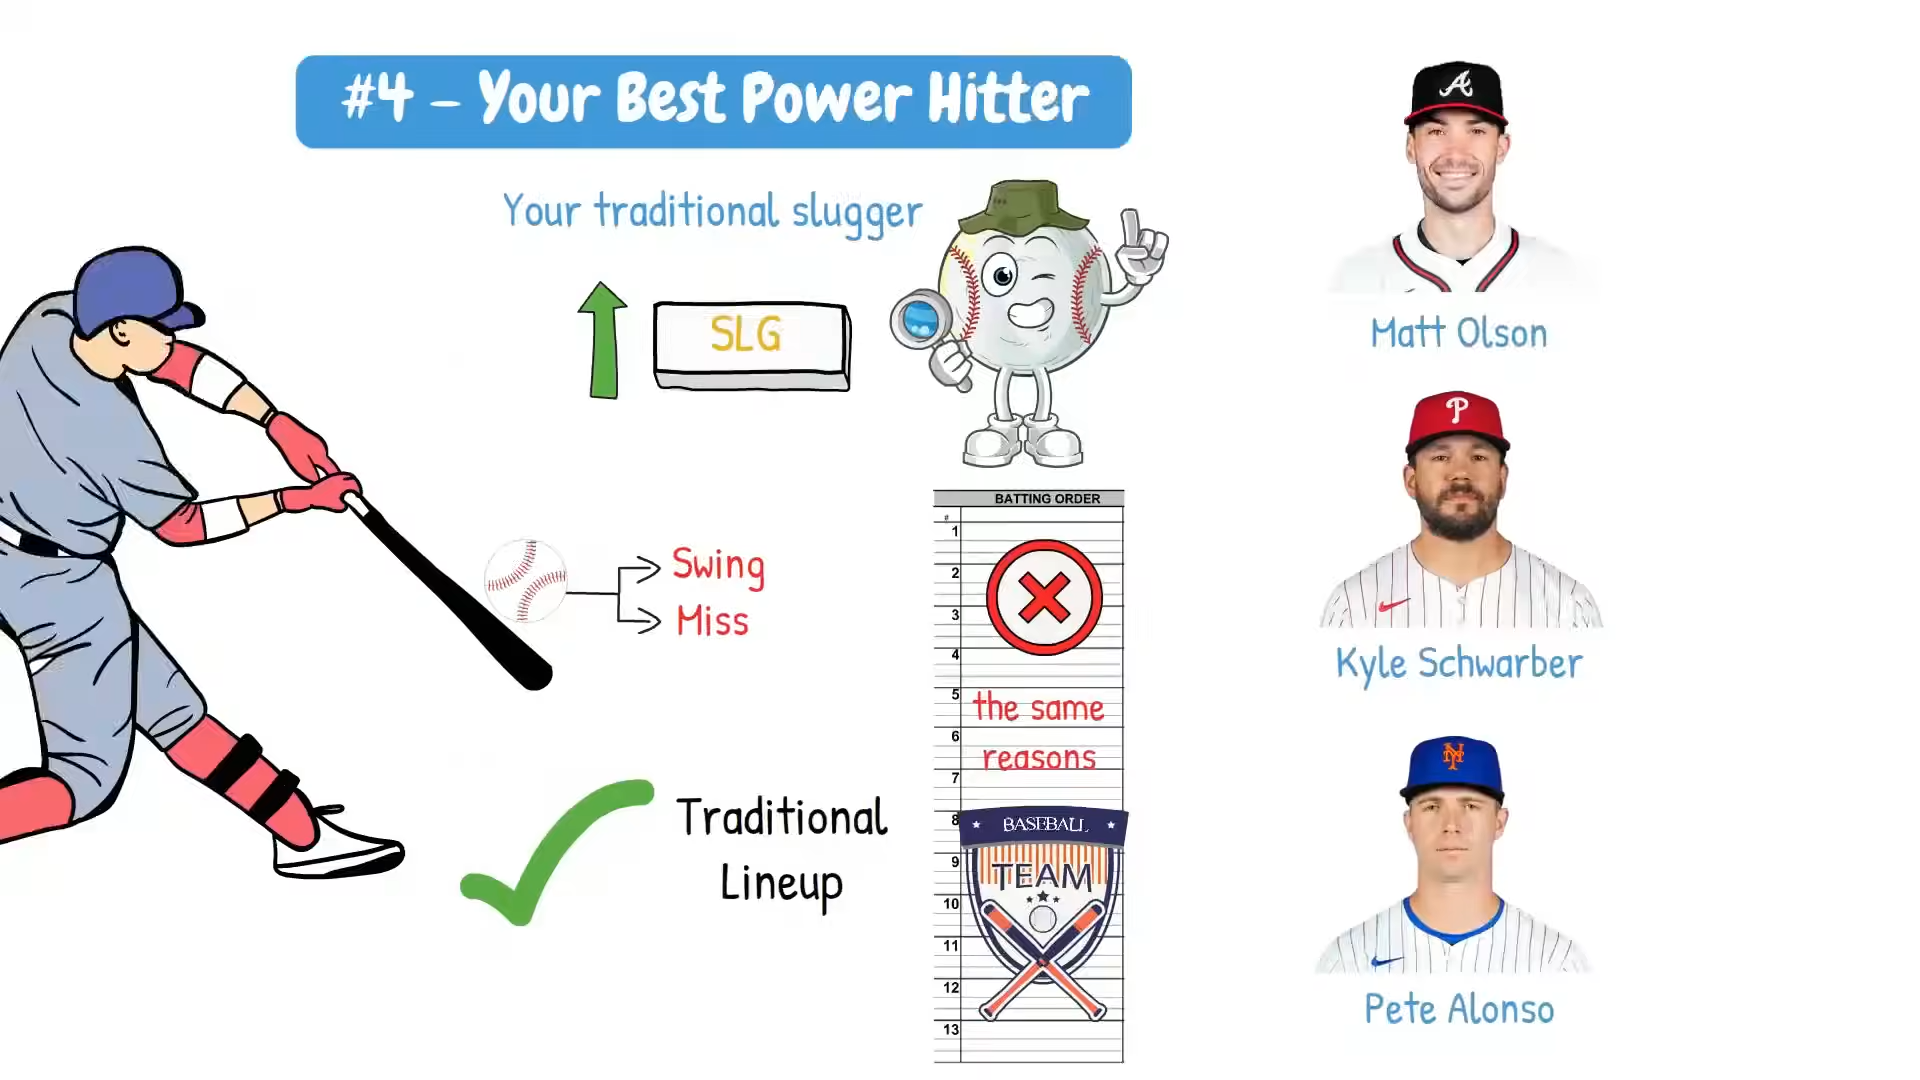 #4 – Your Best Power Hitter
Your traditional slugger
SLG
Swing
Miss
Traditional
Lineup
BATTING ORDER
#
1
2
3
4
5
the same
6
reasons
7
8
BASEBALL
9
TEAM
10
11
12
13
A
Matt Olson
P
Kyle Schwarber
NY
Pete Alonso